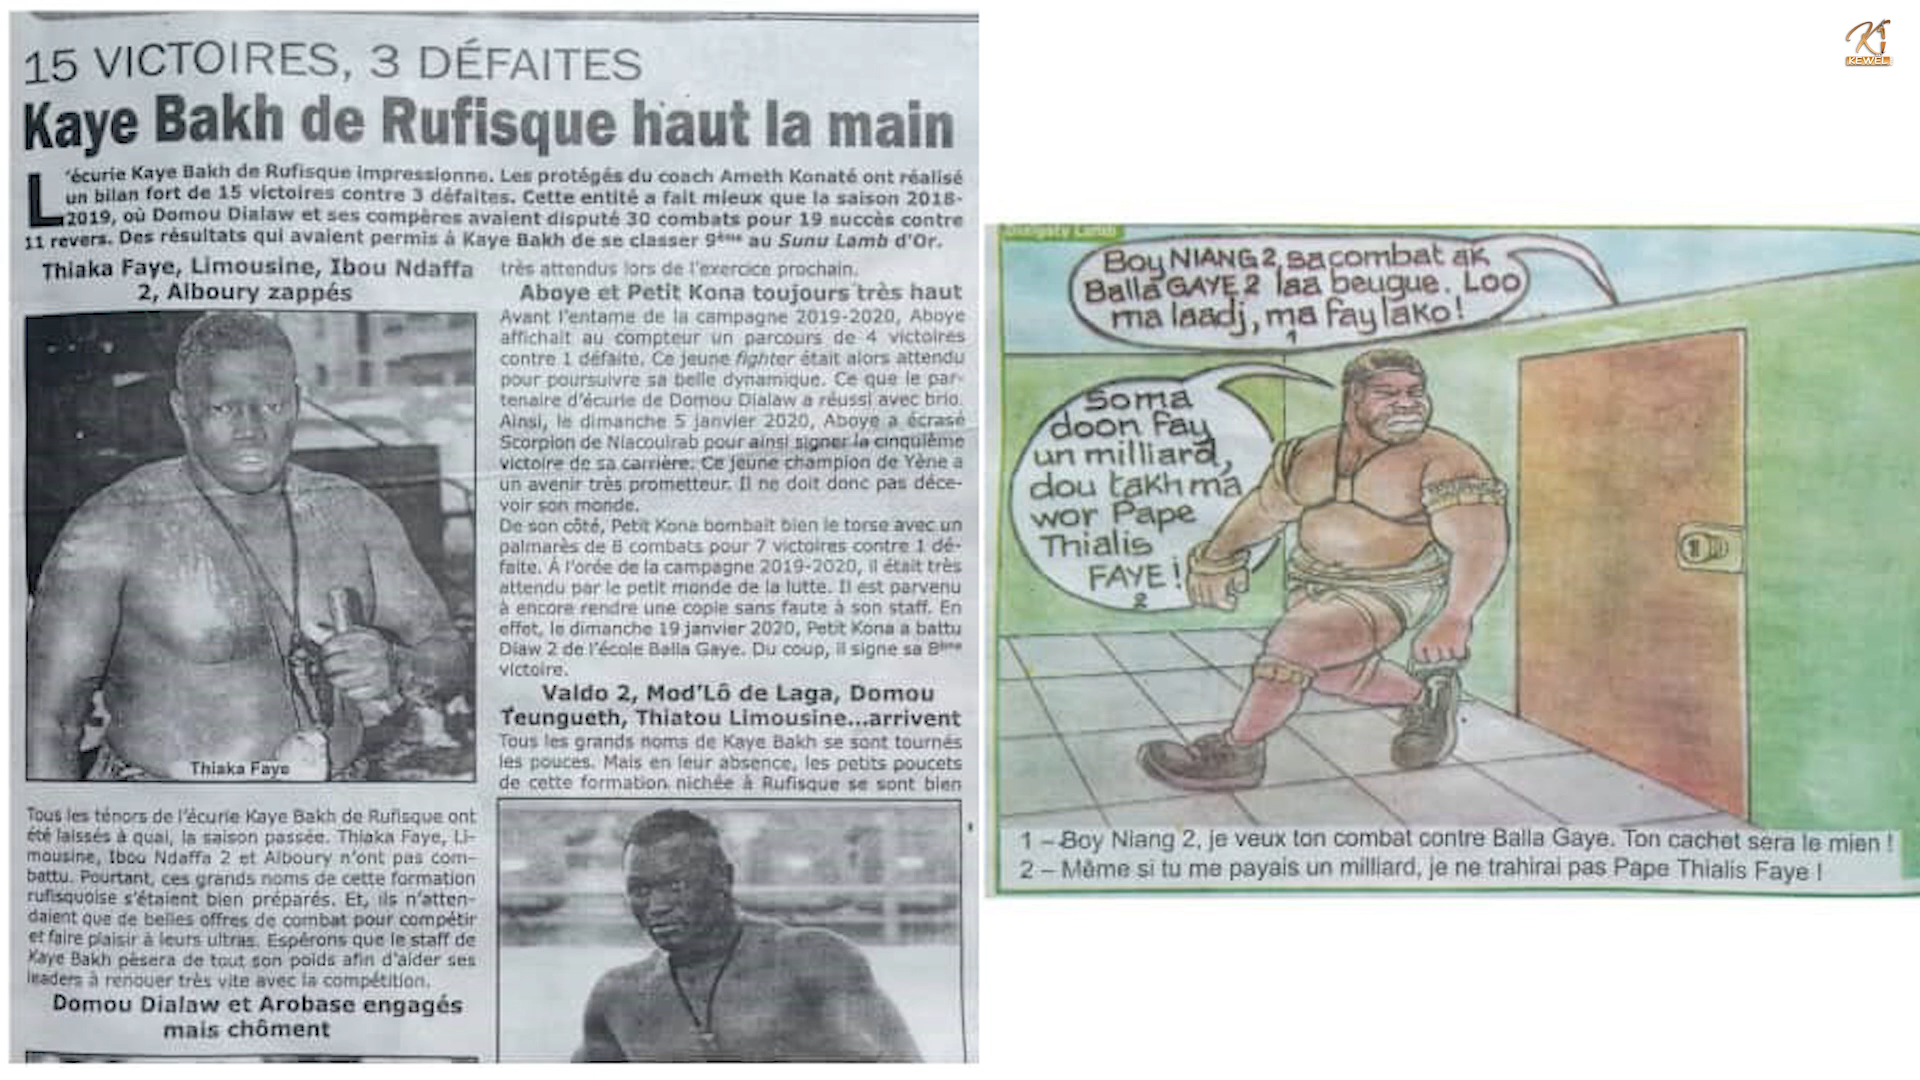 15 VICTOIRES, 3 DÉFAITES
Kaye Bakh de Rufisque haut la main
L'écurie Kaye Bakh de Rufisque impressionne. Les protégés du coach Ameth Konaté ont réalisé
un bilan fort de 15 victoires contre 3 défaites. Cette entité a fait mieux que la saison 2018-
2019, où Domou Dialaw et ses compères avaient disputé 30 combats pour 19 succès contre
11 revers. Des résultats qui avaient permis à Kaye Bakh de se classer 9ème au Sunu Lamb d'Or.
Thiaka Faye, Limousine, Ibou Ndaffa
2, Alboury zappés
Thiaka Faye
Tous les ténors de l'écurie Kaye Bakh de Rufisque ont
été laissés à quai, la saison passée. Thiaka Faye, Li-
mousine, Ibou Ndaffa 2 et Alboury n'ont pas com-
battu. Pourtant, ces grands noms de cette formation
rufisquoise s'étaient bien préparés. Et, ils n'atten-
daient que de belles offres de combat pour compétir
et faire plaisir à leurs ultras. Espérons que le staff de
Kaye Bakh pèsera de tout son poids afin d'aider ses
leaders à renouer très vite avec la compétition.
Domou Dialaw et Arobase engagés
mais chôment
très attendus lors de l'exercice prochain.
Aboye et Petit Kona toujours très haut
Avant l'entame de la campagne 2019-2020, Aboye
affichait au compteur un parcours de 4 victoires
contre 1 défaite. Ce jeune fighter était alors attendu
pour poursuivre sa belle dynamique. Ce que le par-
tenaire d'écurie de Domou Dialaw a réussi avec brio.
Ainsi, le dimanche 5 janvier 2020, Aboye a écrasé
Scorpion de Niacoulrab pour ainsi signer la cinquième
victoire de sa carrière. Ce jeune champion de Yène a
un avenir très prometteur. Il ne doit donc pas déce-
voir son monde.
De son côté, Petit Kona bombait bien le torse avec un
palmarès de 8 combats pour 7 victoires contre 1 dé-
faite. À l'orée de la campagne 2019-2020, il était très
attendu par le petit monde de la lutte. Il est parvenu
à encore rendre une copie sans faute à son staff. En
effet, le dimanche 19 janvier 2020, Petit Kona a battu
Diaw 2 de l'école Balla Gaye. Du coup, il signe sa 8ème
victoire.
Valdo 2, Mod'Lô de Laga, Domou
Teungueth, Thiatou Limousine...arrivent
Tous les grands noms de Kaye Bakh se sont tournés
les pouces. Mais en leur absence, les petits poucets
de cette formation nichée à Rufisque se sont bien
KEWEL
Lamb
Boy NIANG 2, sa combat ak
Balla GAYE 2 laa beugue. Loo
ma laadj, ma fay lako!
1
Soma
doon fay
un milliard,
dou takh ma
wor Pape
Thialis
FAYE !
2
1 – Boy Niang 2, je veux ton combat contre Balla Gaye. Ton cachet sera le mien !
2 – Même si tu me payais un milliard, je ne trahirai pas Pape Thialis Faye !